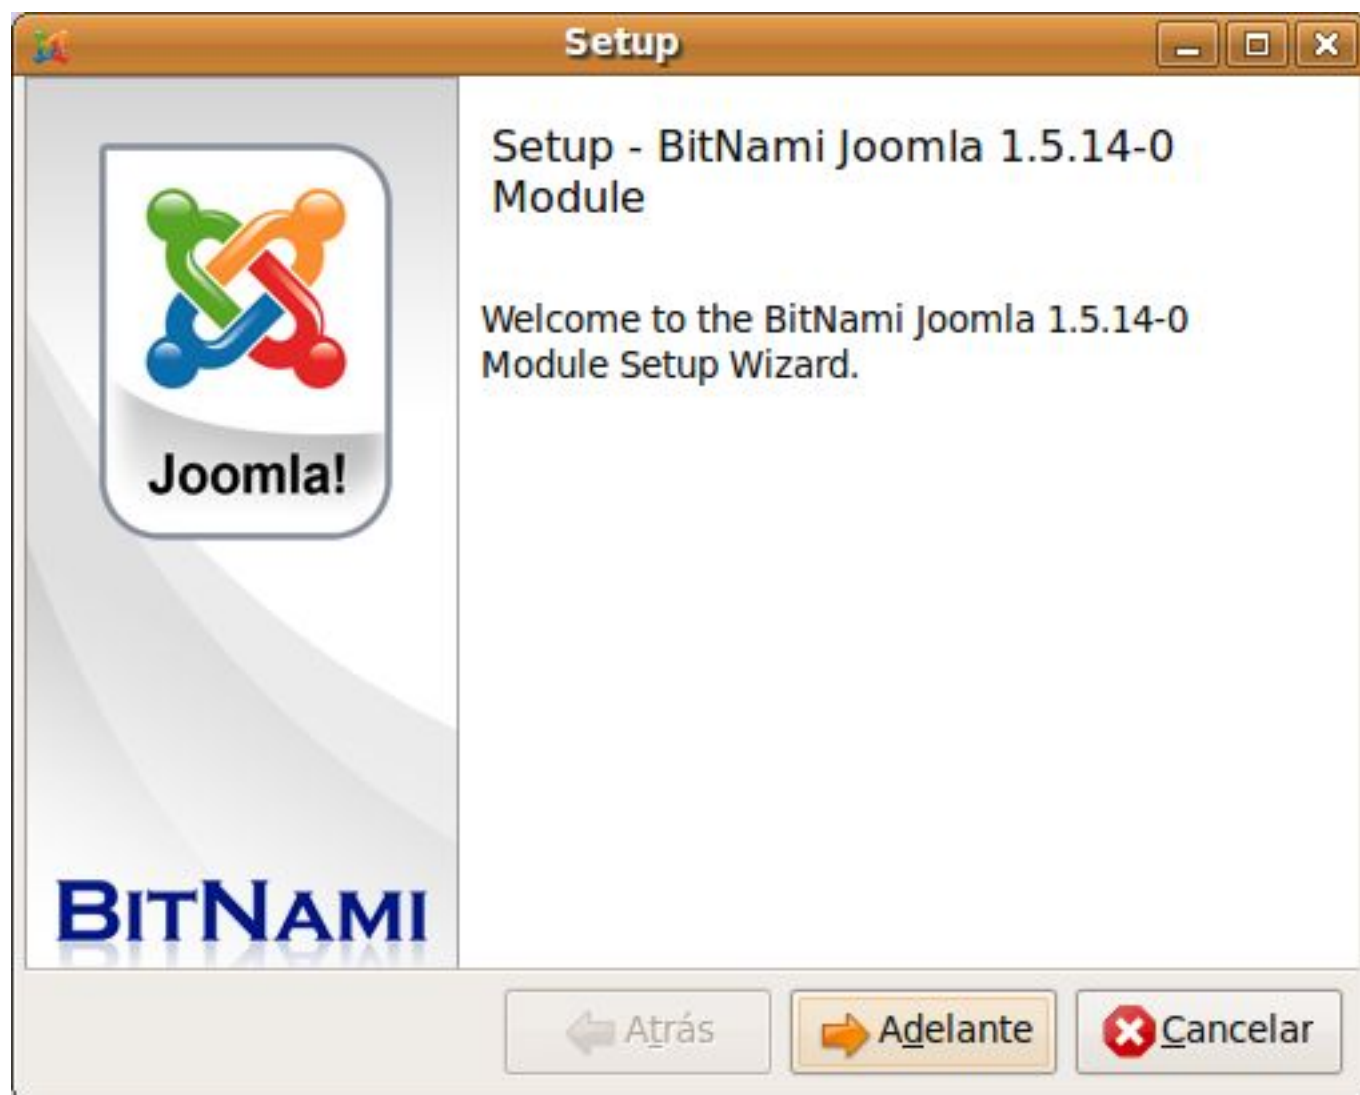 Setup
Setup - BitNami Joomla 1.5.14-0
Module
Welcome to the BitNami Joomla 1.5.14-0
Module Setup Wizard.
Joomla!
BITNAMI
Atrás
Adelante
Cancelar